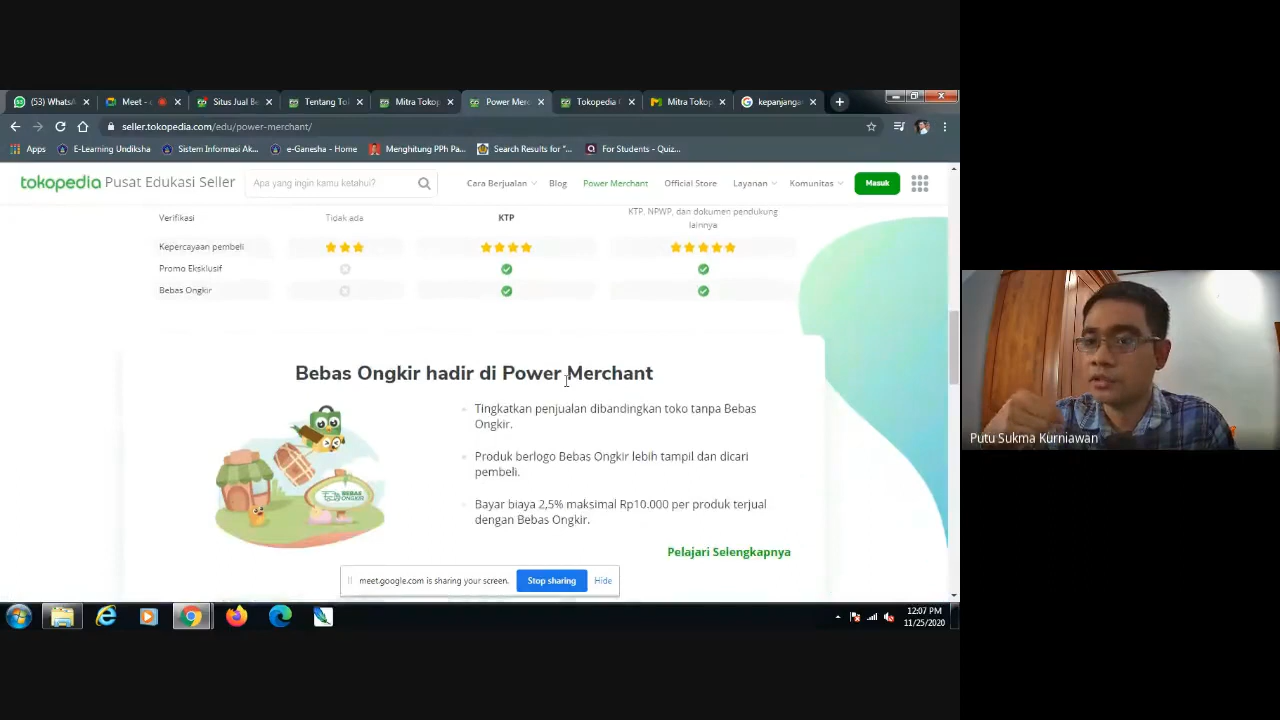 (53) WhatsA
Meet - c
Situs Jual Be
Tentang To
Mitra Tokop
Power Merc
Tokopedia
Mitra Tokop
kepanjangan
seller.tokopedia.com/edu/power-merchant/
Apps
E-Learning Undiksha
Sistem Informasi Ak...
e-Ganesha - Home
Menghitung PPh Pa...
Search Results for "...
For Students - Quiz...
tokopedia Pusat Edukasi Seller
Apa yang ingin kamu ketahui?
Cara Berjualan
Blog
Power Merchant
Official Store
Layanan
Komunitas
Masuk
Verifikasi
Tidak ada
KTP
KTP, NPWP, dan dokumen pendukung
lainnya
Kepercayaan pembeli
Promo Eksklusif
Bebas Ongkir
Bebas Ongkir hadir di Power Merchant
Tingkatkan penjualan dibandingkan toko tanpa Bebas
Ongkir.
Produk berlogo Bebas Ongkir lebih tampil dan dicari
pembeli.
Bayar biaya 2,5% maksimal Rp10.000 per produk terjual
dengan Bebas Ongkir.
BEBAS
ONGKIR
Pelajari Selengkapnya
meet.google.com is sharing your screen.
Stop sharing
Hide
12:07 PM
11/25/2020
Putu Sukma Kurniawan